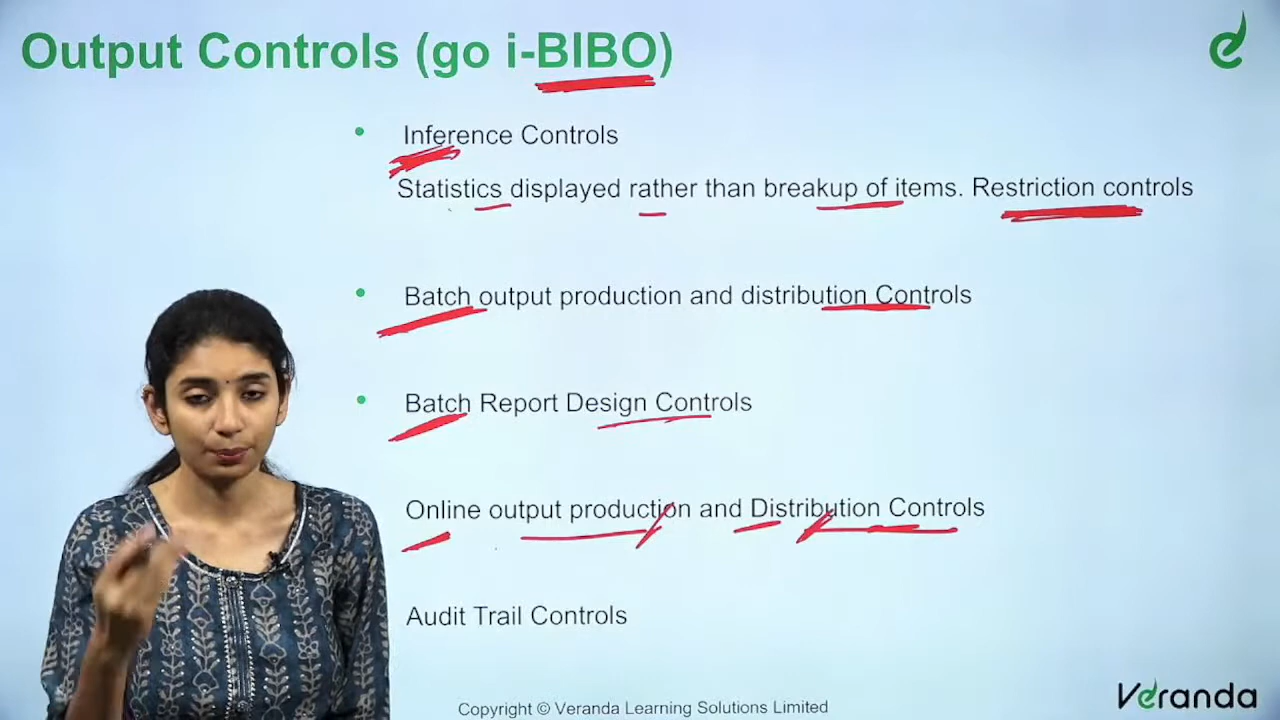 Output Controls (go i-BIBO)
Inference Controls
Statistics displayed rather than breakup of items. Restriction controls
Batch output production and distribution Controls
Batch Report Design Controls
Online output production and Distribution Controls
Audit Trail Controls
Copyright © Veranda Learning Solutions Limited
Veranda